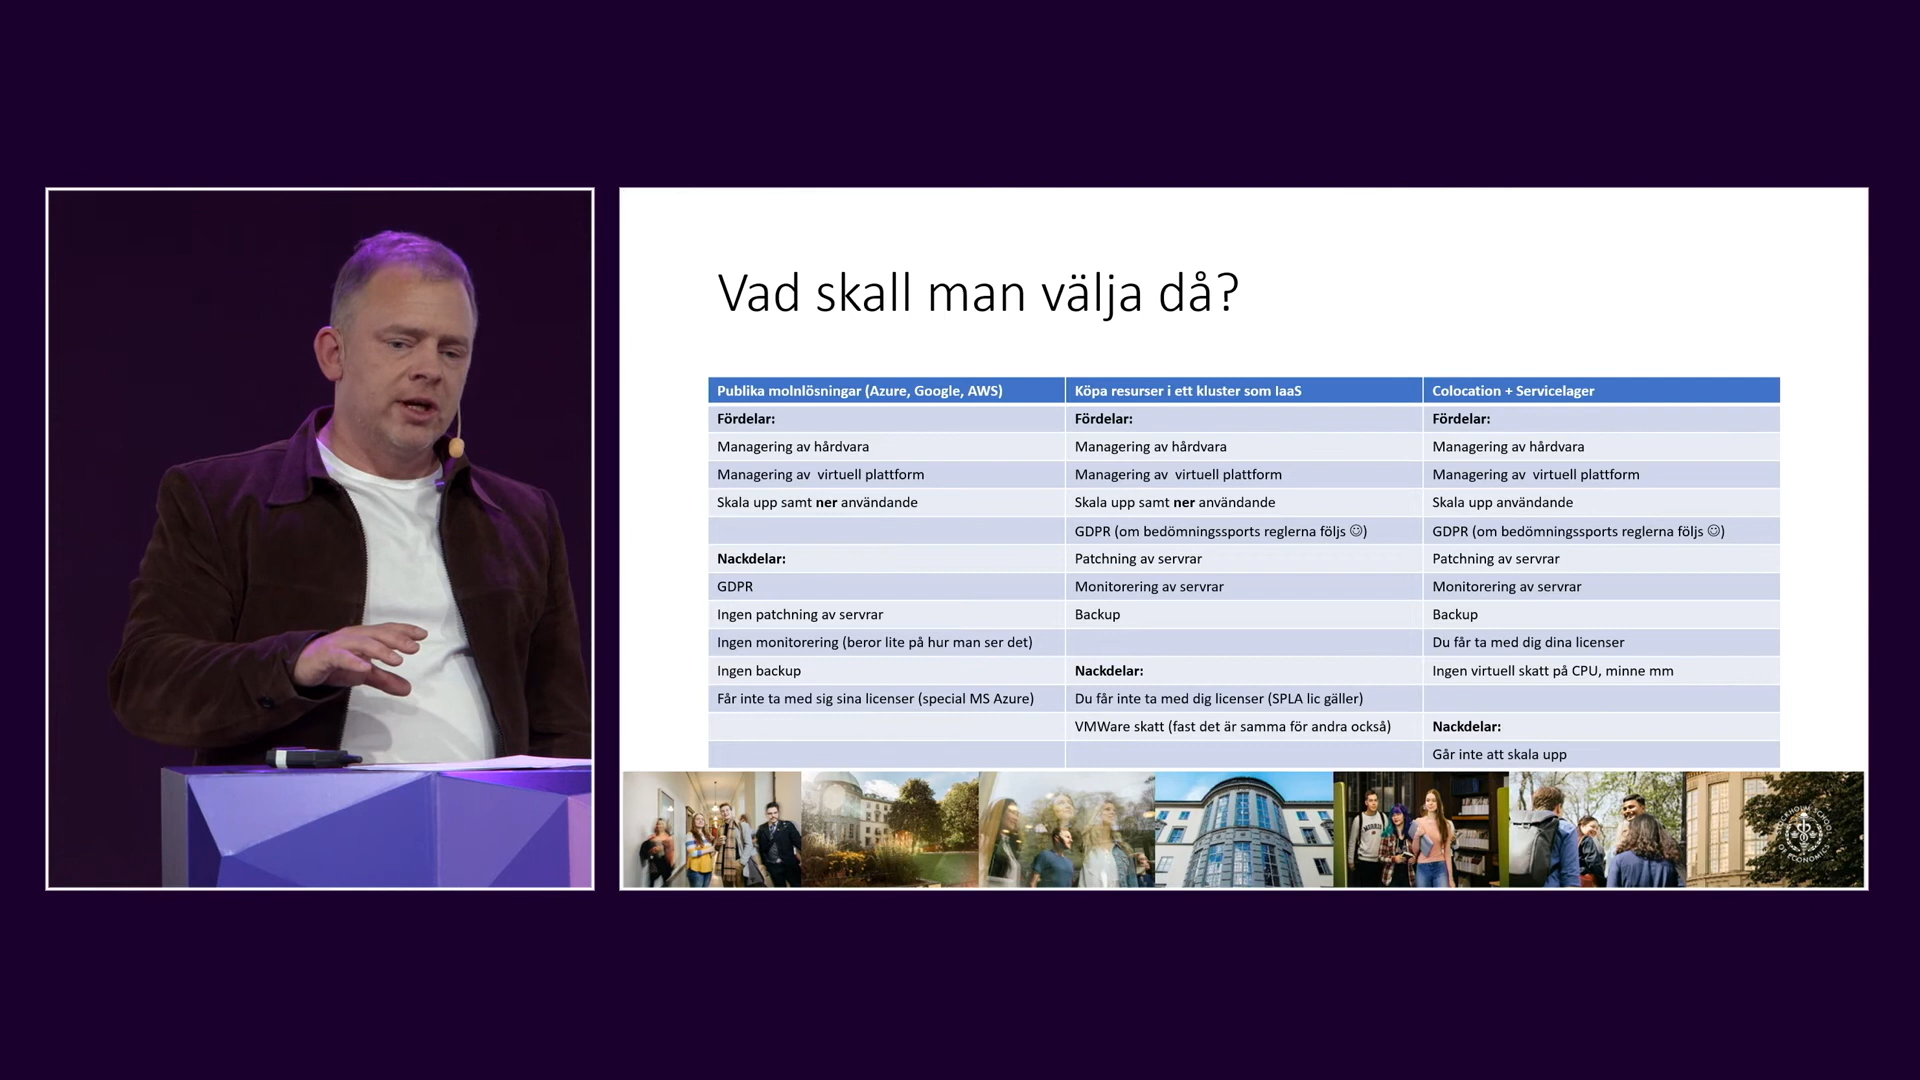 Vad skall man välja då?
Publika molnlösningar (Azure, Google, AWS) Köpa resurser i ett kluster som IaaS Colocation + Servicelager
Fördelar: Fördelar: Fördelar:
Managering av hårdvara Managering av hårdvara Managering av hårdvara
Managering av virtuell plattform Managering av virtuell plattform Managering av virtuell plattform
Skala upp samt ner användande Skala upp samt ner användande Skala upp användande
GDPR (om bedömningssports reglerna följs ☺) GDPR (om bedömningssports reglerna följs ☺)
Nackdelar: Patchning av servrar Patchning av servrar
GDPR Monitorering av servrar Monitorering av servrar
Ingen patchning av servrar Backup Backup
Ingen monitorering (beror lite på hur man ser det) Du får ta med dig dina licenser
Ingen backup Nackdelar: Ingen virtuell skatt på CPU, minne mm
Får inte ta med sig sina licenser (special MS Azure) Du får inte ta med dig licenser (SPLA lic gäller)
VMWare skatt (fast det är samma för andra också) Nackdelar:
Går inte att skala upp
STOCKHOLM SCHOOL OF ECONOMICS